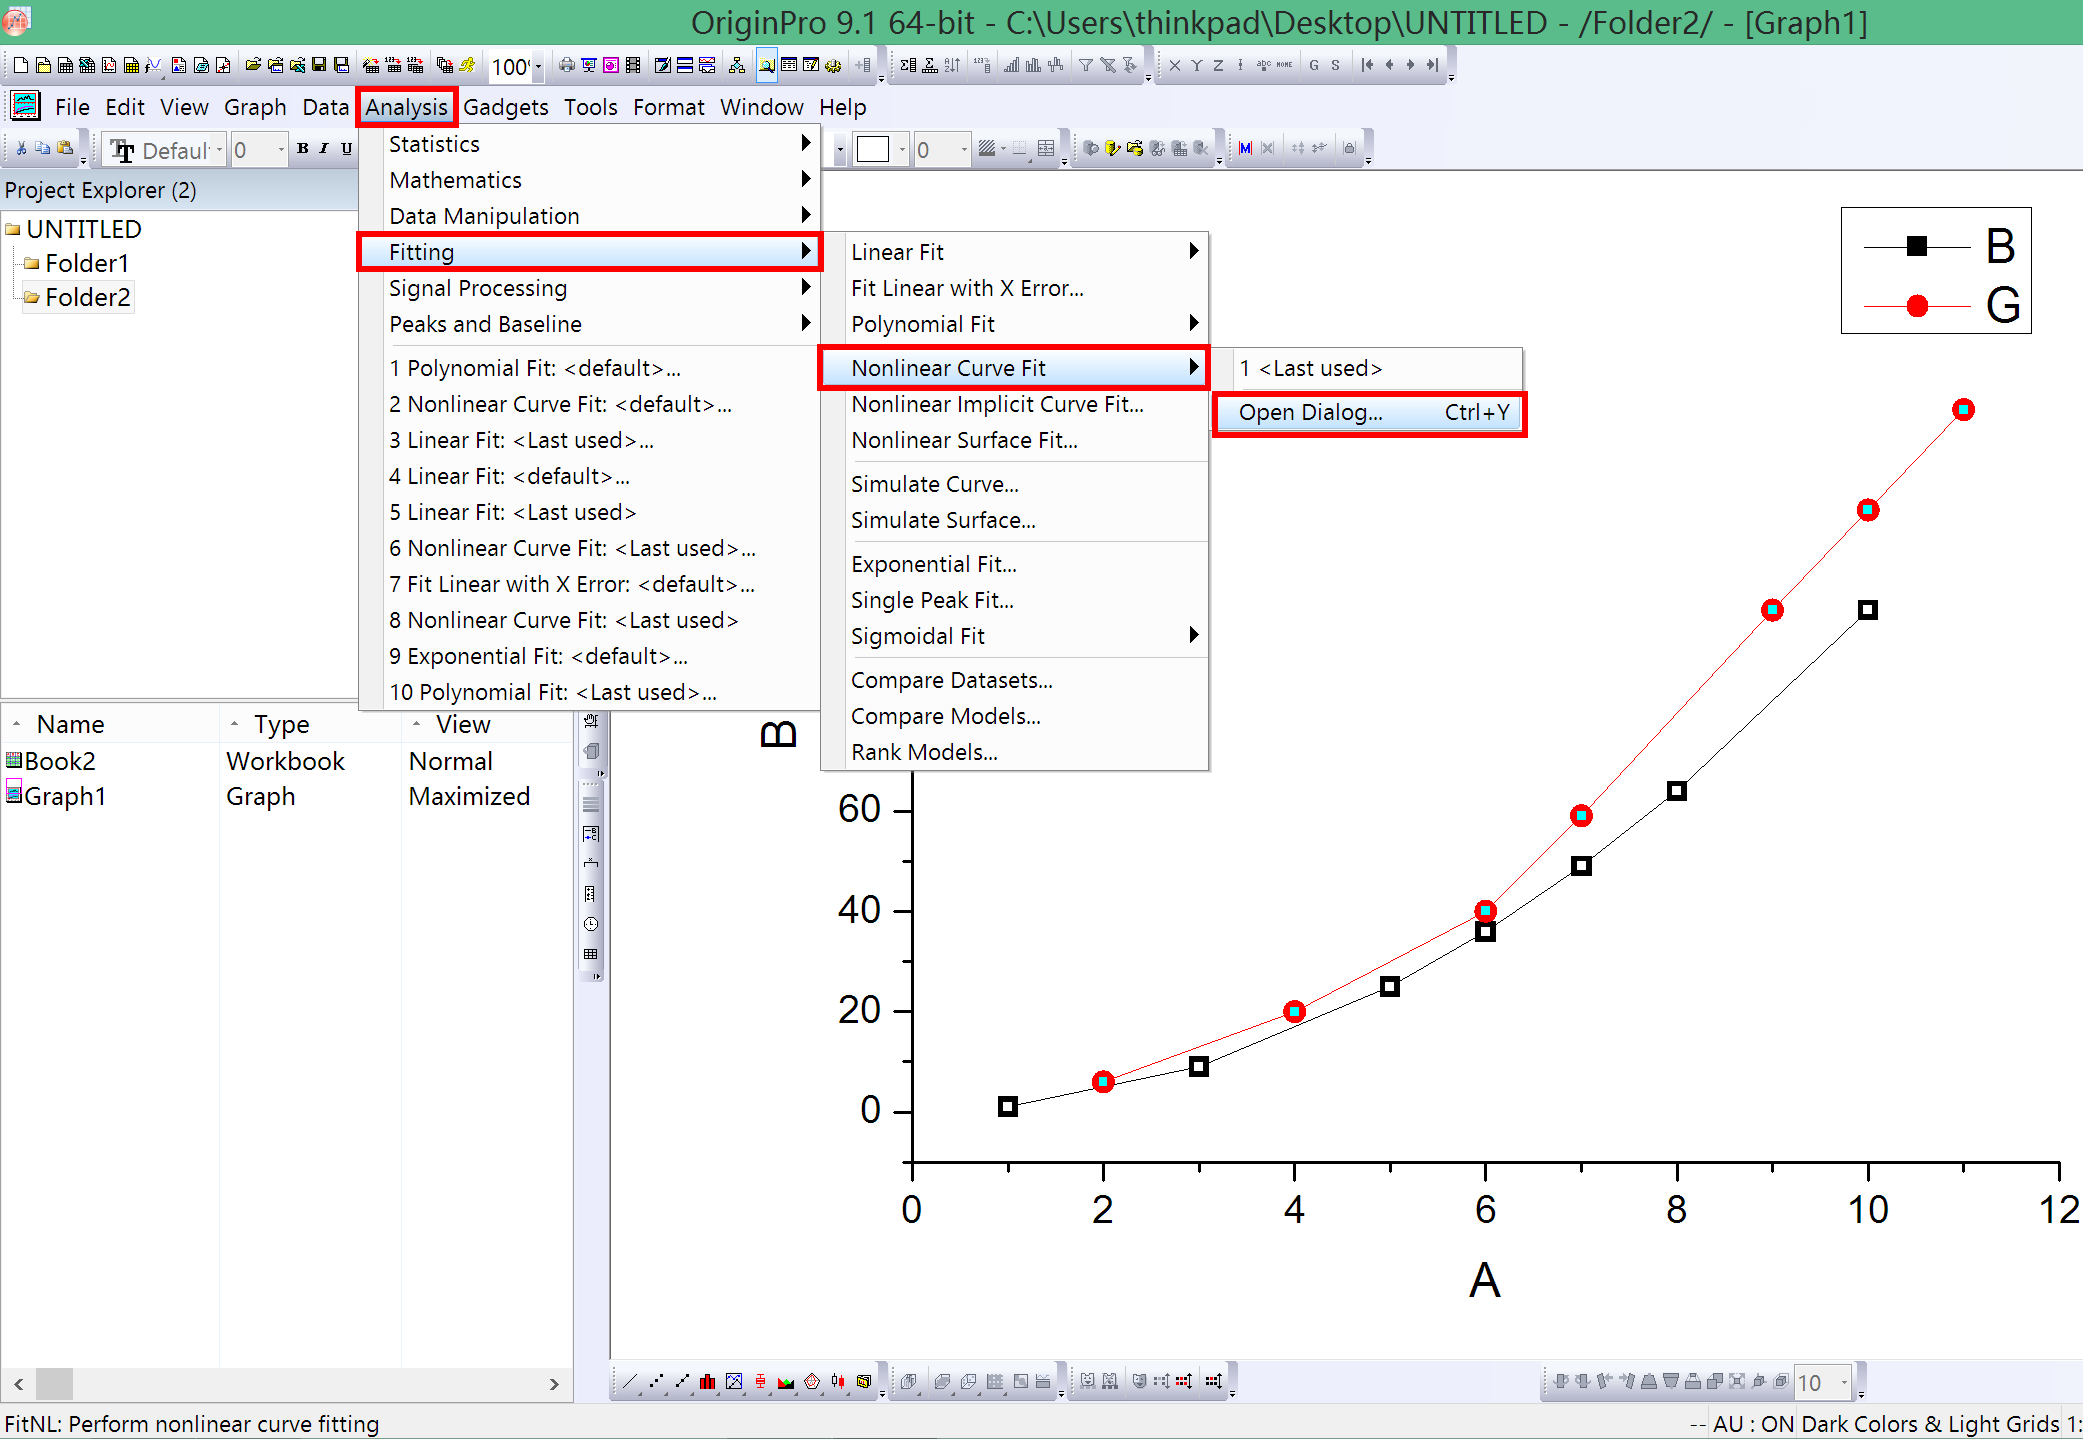 OriginPro 9.1 64-bit - C:\Users\thinkpad\Desktop\UNTITLED - /Folder2/ - [Graph1]
100%
X Y Z
G S
File Edit View Graph Data Analysis Gadgets Tools Format Window Help
Defaul 0 B I U
0
Project Explorer (2)
UNTITLED
Folder1
Folder2
Statistics
Mathematics
Data Manipulation
Fitting
Signal Processing
Peaks and Baseline
1 Polynomial Fit: <default>...
2 Nonlinear Curve Fit: <default>...
3 Linear Fit: <Last used>...
4 Linear Fit: <default>...
5 Linear Fit: <Last used>
6 Nonlinear Curve Fit: <Last used>...
7 Fit Linear with X Error: <default>...
8 Nonlinear Curve Fit: <Last used>
9 Exponential Fit: <default>...
10 Polynomial Fit: <Last used>...
Linear Fit
Fit Linear with X Error...
Polynomial Fit
Nonlinear Curve Fit
Nonlinear Implicit Curve Fit...
Nonlinear Surface Fit...
Simulate Curve...
Simulate Surface...
Exponential Fit...
Single Peak Fit...
Sigmoidal Fit
Compare Datasets...
Compare Models...
Rank Models...
1 <Last used>
Open Dialog... Ctrl+Y
B
G
Name Type View
Book2 Workbook Normal
Graph1 Graph Maximized
B
60
40
20
0
0 2 4 6 8 10 12
A
10
FitNL: Perform nonlinear curve fitting
-- AU : ON Dark Colors & Light Grids 1: